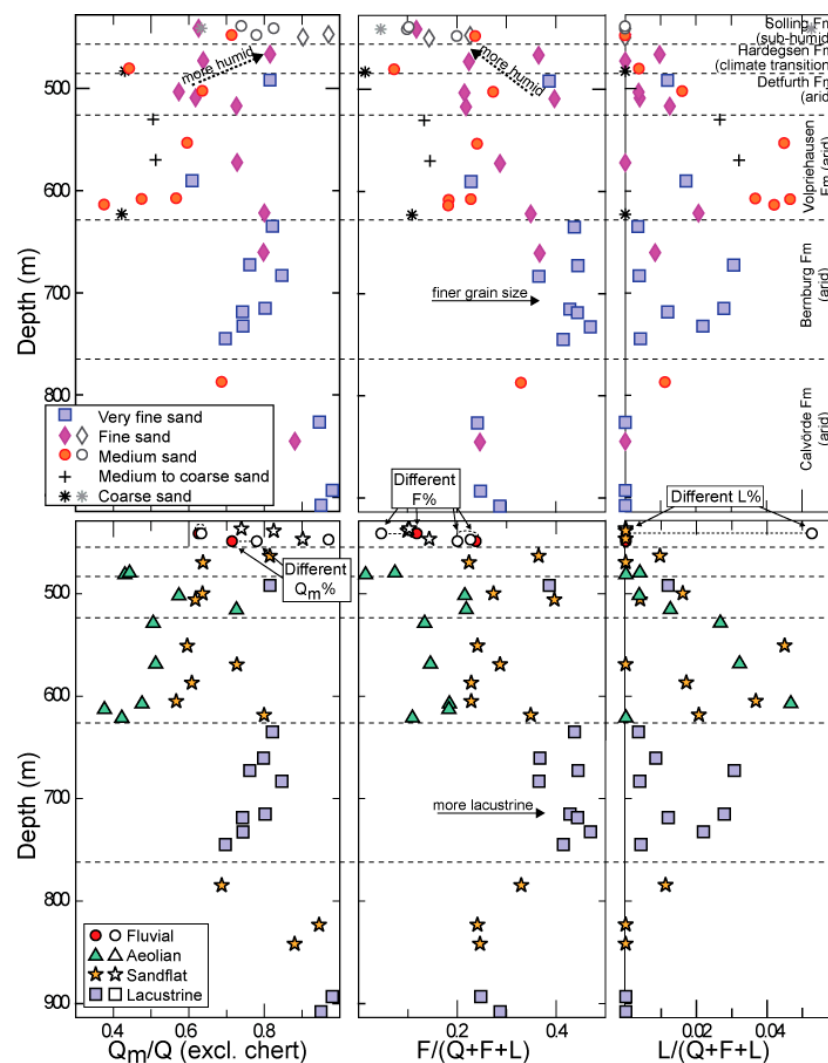 Solling Fm
(sub-humid)
Hardegsen Fm
(climate transition)
Detfurth Fm
(arid)
Volpriehausen
Fm (arid)
Bernburg Fm
(arid)
Calvörde Fm
(arid)
more humid
more humid
finer grain size
Depth (m)
500
600
700
800
Very fine sand
Fine sand
Medium sand
Medium to coarse sand
Coarse sand
Different
F%
Different L%
Different
Qm%
more lacustrine
Depth (m)
500
600
700
800
900
Fluvial
Aeolian
Sandflat
Lacustrine
0.4 0.6 0.8
0.2 0.4
0 0.02 0.04
Qm/Q (excl. chert)
F/(Q+F+L)
L/(Q+F+L)